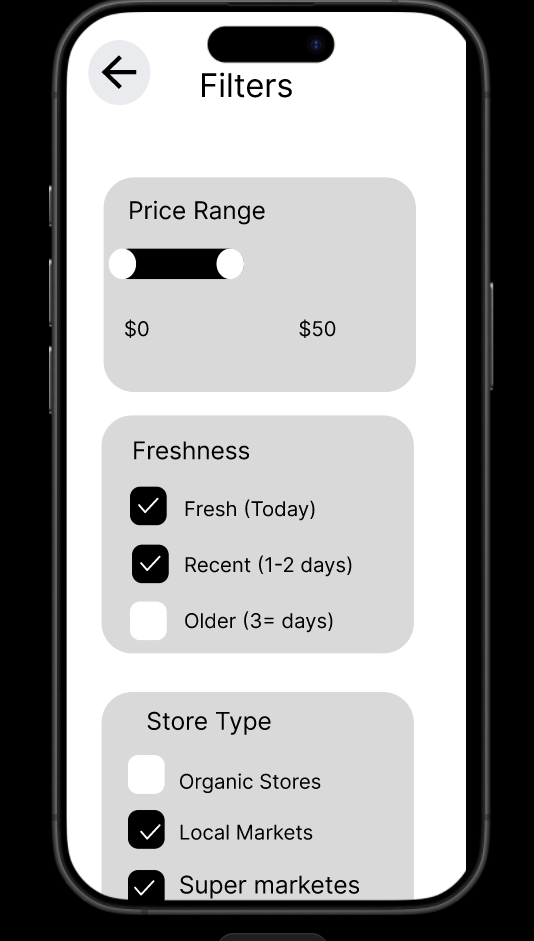 Filters
Price Range
$0 $50
Freshness
Fresh (Today)
Recent (1-2 days)
Older (3= days)
Store Type
Organic Stores
Local Markets
Super marketes